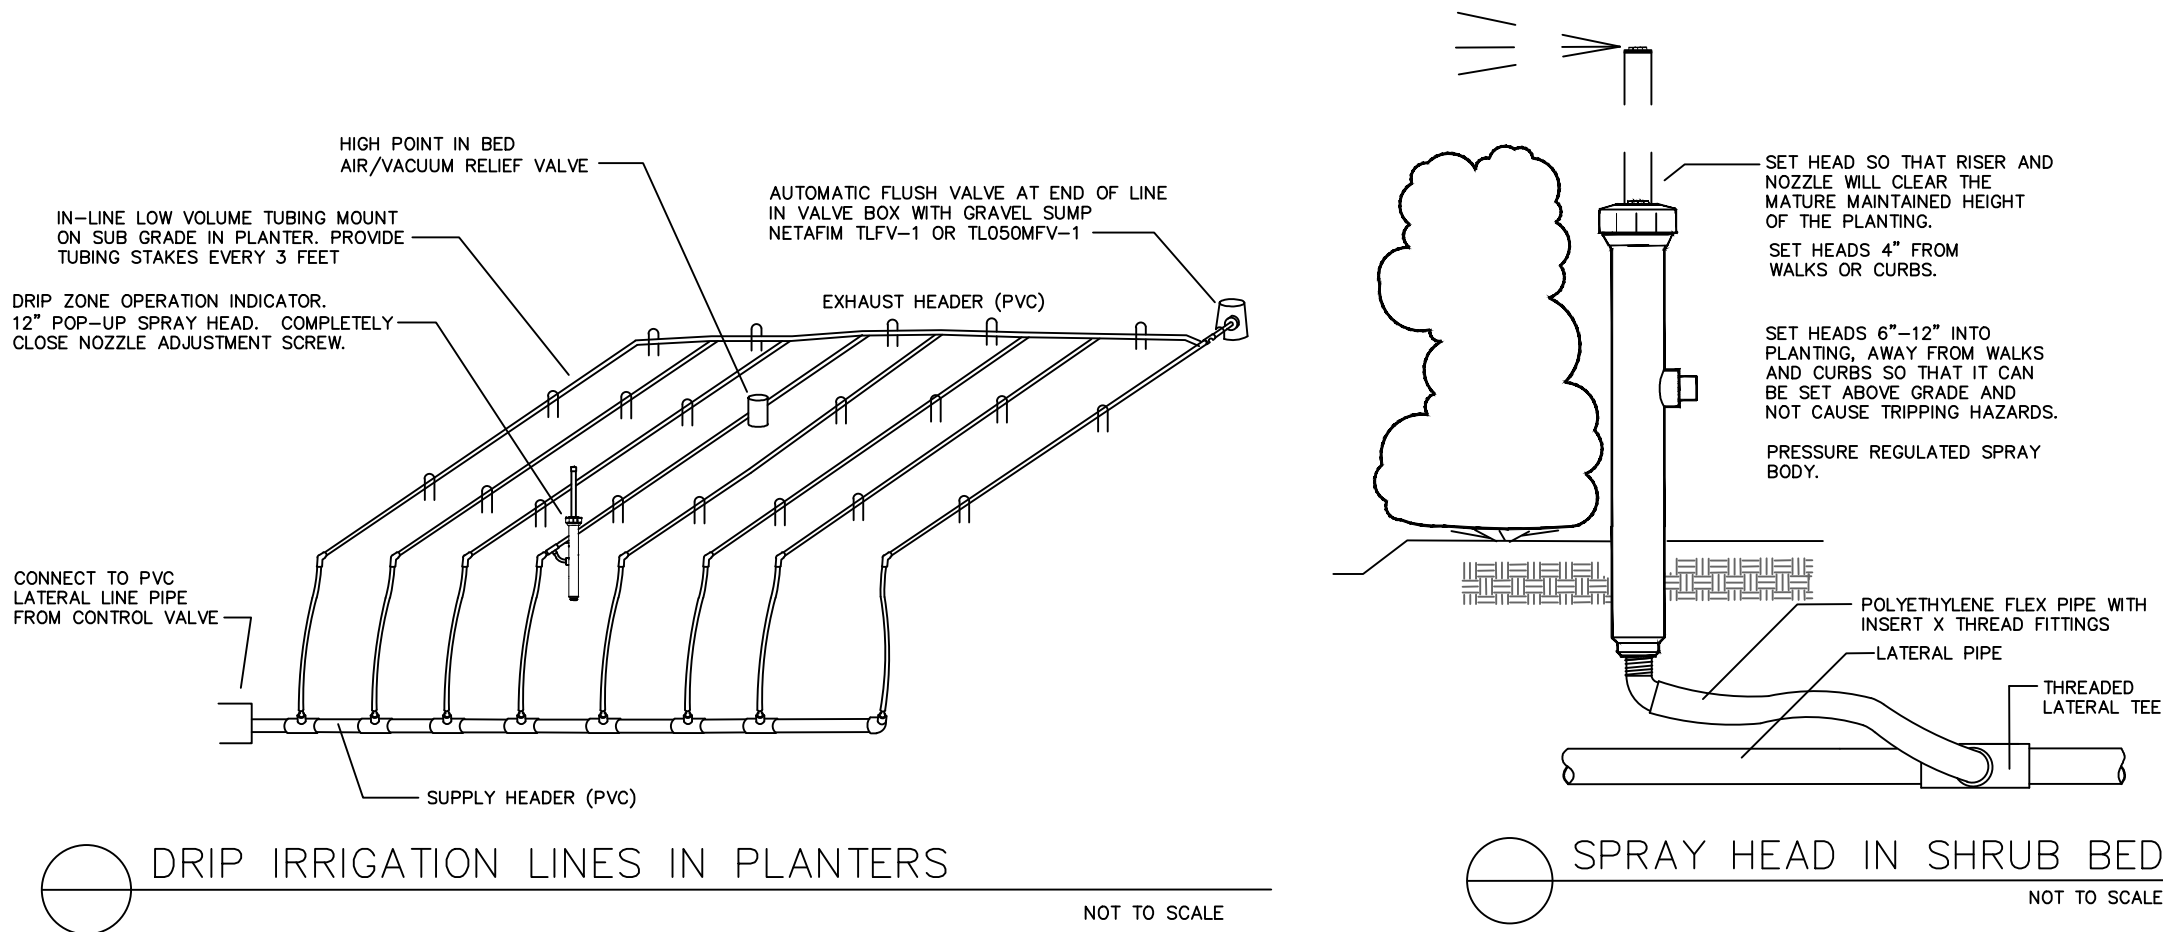 HIGH POINT IN BED
AIR/VACUUM RELIEF VALVE
AUTOMATIC FLUSH VALVE AT END OF LINE
IN VALVE BOX WITH GRAVEL SUMP
NETAFIM TLFV-1 OR TL050MFV-1
IN-LINE LOW VOLUME TUBING MOUNT
ON SUB GRADE IN PLANTER. PROVIDE
TUBING STAKES EVERY 3 FEET
DRIP ZONE OPERATION INDICATOR.
12" POP-UP SPRAY HEAD. COMPLETELY
CLOSE NOZZLE ADJUSTMENT SCREW.
EXHAUST HEADER (PVC)
CONNECT TO PVC
LATERAL LINE PIPE
FROM CONTROL VALVE
SUPPLY HEADER (PVC)
DRIP IRRIGATION LINES IN PLANTERS
NOT TO SCALE
SET HEAD SO THAT RISER AND
NOZZLE WILL CLEAR THE
MATURE MAINTAINED HEIGHT
OF THE PLANTING.
SET HEADS 4" FROM
WALKS OR CURBS.
SET HEADS 6"-12" INTO
PLANTING, AWAY FROM WALKS
AND CURBS SO THAT IT CAN
BE SET ABOVE GRADE AND
NOT CAUSE TRIPPING HAZARDS.
PRESSURE REGULATED SPRAY
BODY.
POLYETHYLENE FLEX PIPE WITH
INSERT X THREAD FITTINGS
LATERAL PIPE
THREADED
LATERAL TEE
SPRAY HEAD IN SHRUB BED
NOT TO SCALE